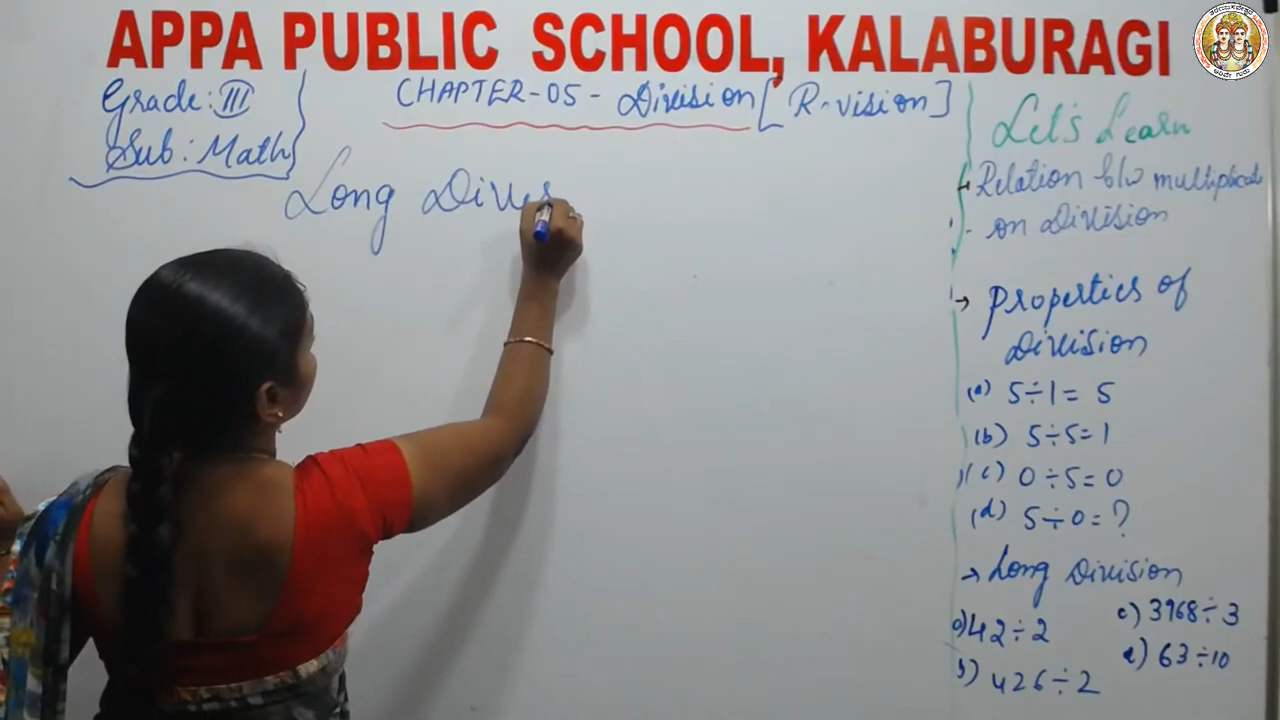 APPA PUBLIC SCHOOL, KALABURAGI
Grade: III
Sub: Math
CHAPTER-05 - Division [R-vision]
Long Divis
Let's Learn
→ Relation b/w multiplicati
- on Division
→ Properties of
Division
(a) 5÷1= 5
(b) 5÷5=1
(c) 0÷5=0
(d) 5÷0=?
→ Long Division
a) 42÷2
b) 426÷2
c) 3968÷3
e) 63÷10